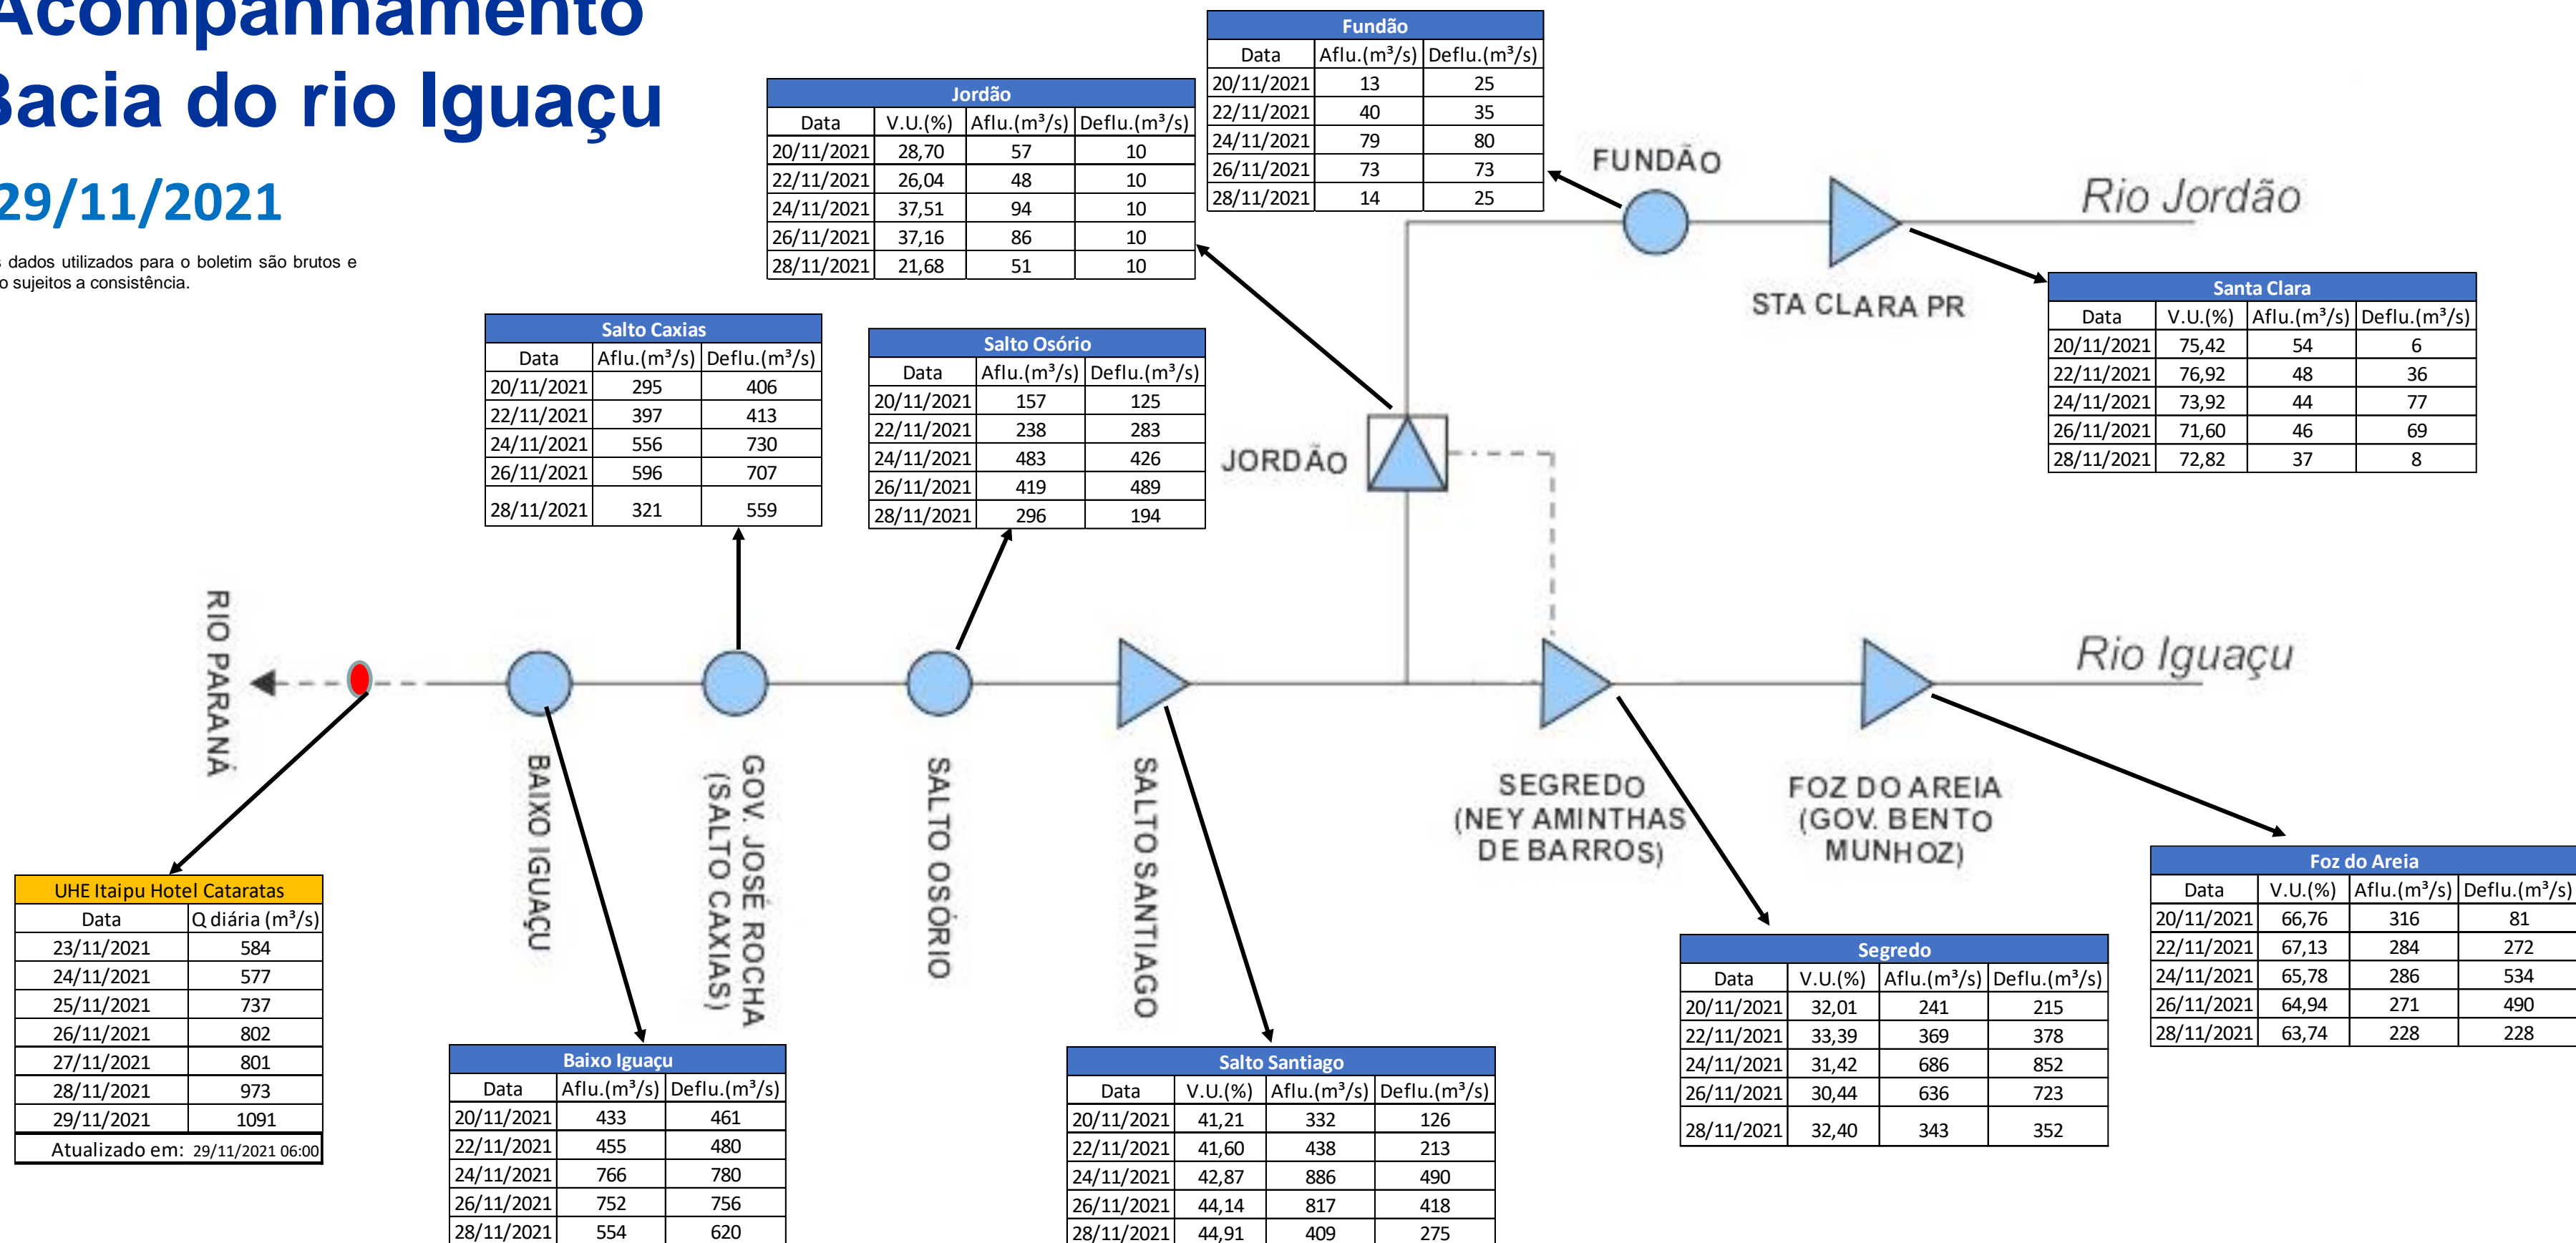 Acompanhamento
Bacia do rio Iguaçu
29/11/2021
dados utilizados para o boletim são brutos e
sujeitos a consistência.
Fundão
Data Aflu.(m³/s) Deflu.(m³/s)
20/11/2021 13 25
22/11/2021 40 35
24/11/2021 79 80
26/11/2021 73 73
28/11/2021 14 25
Jordão
Data V.U.(%) Aflu.(m³/s) Deflu.(m³/s)
20/11/2021 28,70 57 10
22/11/2021 26,04 48 10
24/11/2021 37,51 94 10
26/11/2021 37,16 86 10
28/11/2021 21,68 51 10
FUNDÃO
Rio Jordão
STA CLARA PR
Santa Clara
Data V.U.(%) Aflu.(m³/s) Deflu.(m³/s)
20/11/2021 75,42 54 6
22/11/2021 76,92 48 36
24/11/2021 73,92 44 77
26/11/2021 71,60 46 69
28/11/2021 72,82 37 8
Salto Caxias
Data Aflu.(m³/s) Deflu.(m³/s)
20/11/2021 295 406
22/11/2021 397 413
24/11/2021 556 730
26/11/2021 596 707
28/11/2021 321 559
Salto Osório
Data Aflu.(m³/s) Deflu.(m³/s)
20/11/2021 157 125
22/11/2021 238 283
24/11/2021 483 426
26/11/2021 419 489
28/11/2021 296 194
JORDÃO
RIO PARANÁ
Rio Iguaçu
BAIXO IGUAÇU
GOV. JOSÉ ROCHA
(SALTO CAXIAS)
SALTO OSÓRIO
SALTO SANTIAGO
SEGREDO
(NEY AMINTHAS
DE BARROS)
FOZ DO AREIA
(GOV. BENTO
MUNHOZ)
UHE Itaipu Hotel Cataratas
Data Q diária (m³/s)
23/11/2021 584
24/11/2021 577
25/11/2021 737
26/11/2021 802
27/11/2021 801
28/11/2021 973
29/11/2021 1091
Atualizado em: 29/11/2021 06:00
Baixo Iguaçu
Data Aflu.(m³/s) Deflu.(m³/s)
20/11/2021 433 461
22/11/2021 455 480
24/11/2021 766 780
26/11/2021 752 756
28/11/2021 554 620
Salto Santiago
Data V.U.(%) Aflu.(m³/s) Deflu.(m³/s)
20/11/2021 41,21 332 126
22/11/2021 41,60 438 213
24/11/2021 42,87 886 490
26/11/2021 44,14 817 418
28/11/2021 44,91 409 275
Segredo
Data V.U.(%) Aflu.(m³/s) Deflu.(m³/s)
20/11/2021 32,01 241 215
22/11/2021 33,39 369 378
24/11/2021 31,42 686 852
26/11/2021 30,44 636 723
28/11/2021 32,40 343 352
Foz do Areia
Data V.U.(%) Aflu.(m³/s) Deflu.(m³/s)
20/11/2021 66,76 316 81
22/11/2021 67,13 284 272
24/11/2021 65,78 286 534
26/11/2021 64,94 271 490
28/11/2021 63,74 228 228